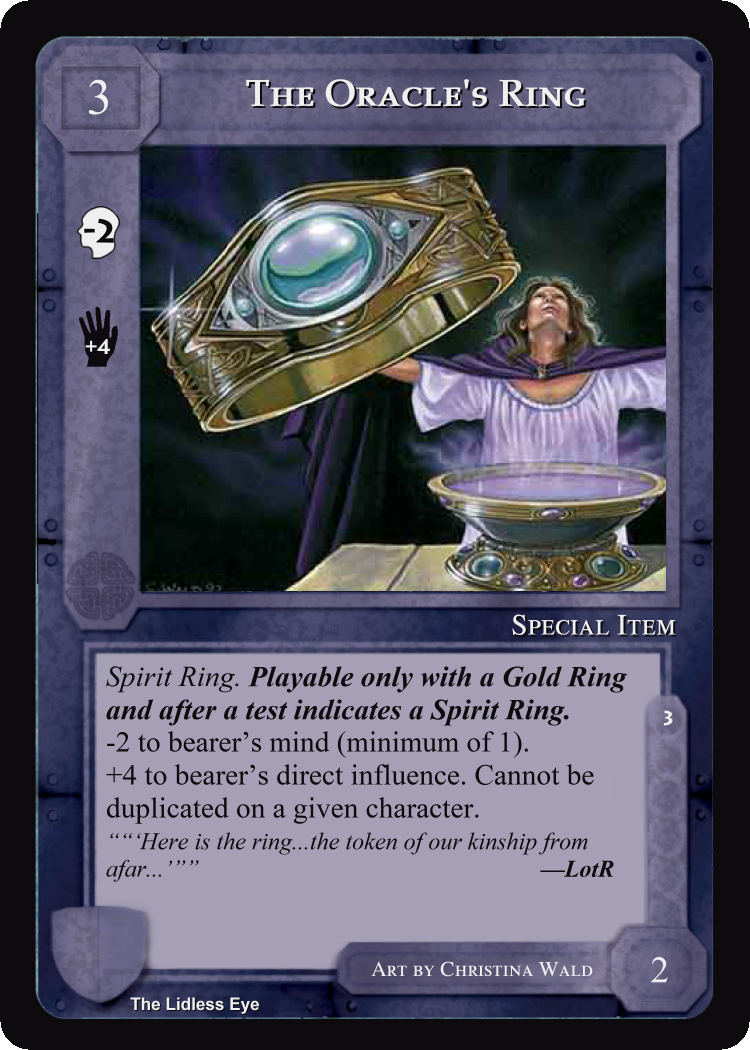 3
The Oracle's Ring
-2
+4
Special Item
Spirit Ring. Playable only with a Gold Ring
and after a test indicates a Spirit Ring.
-2 to bearer’s mind (minimum of 1).
+4 to bearer’s direct influence. Cannot be
duplicated on a given character.
““‘Here is the ring...the token of our kinship from
afar...’”” —LotR
3
Art by Christina Wald
2
The Lidless Eye